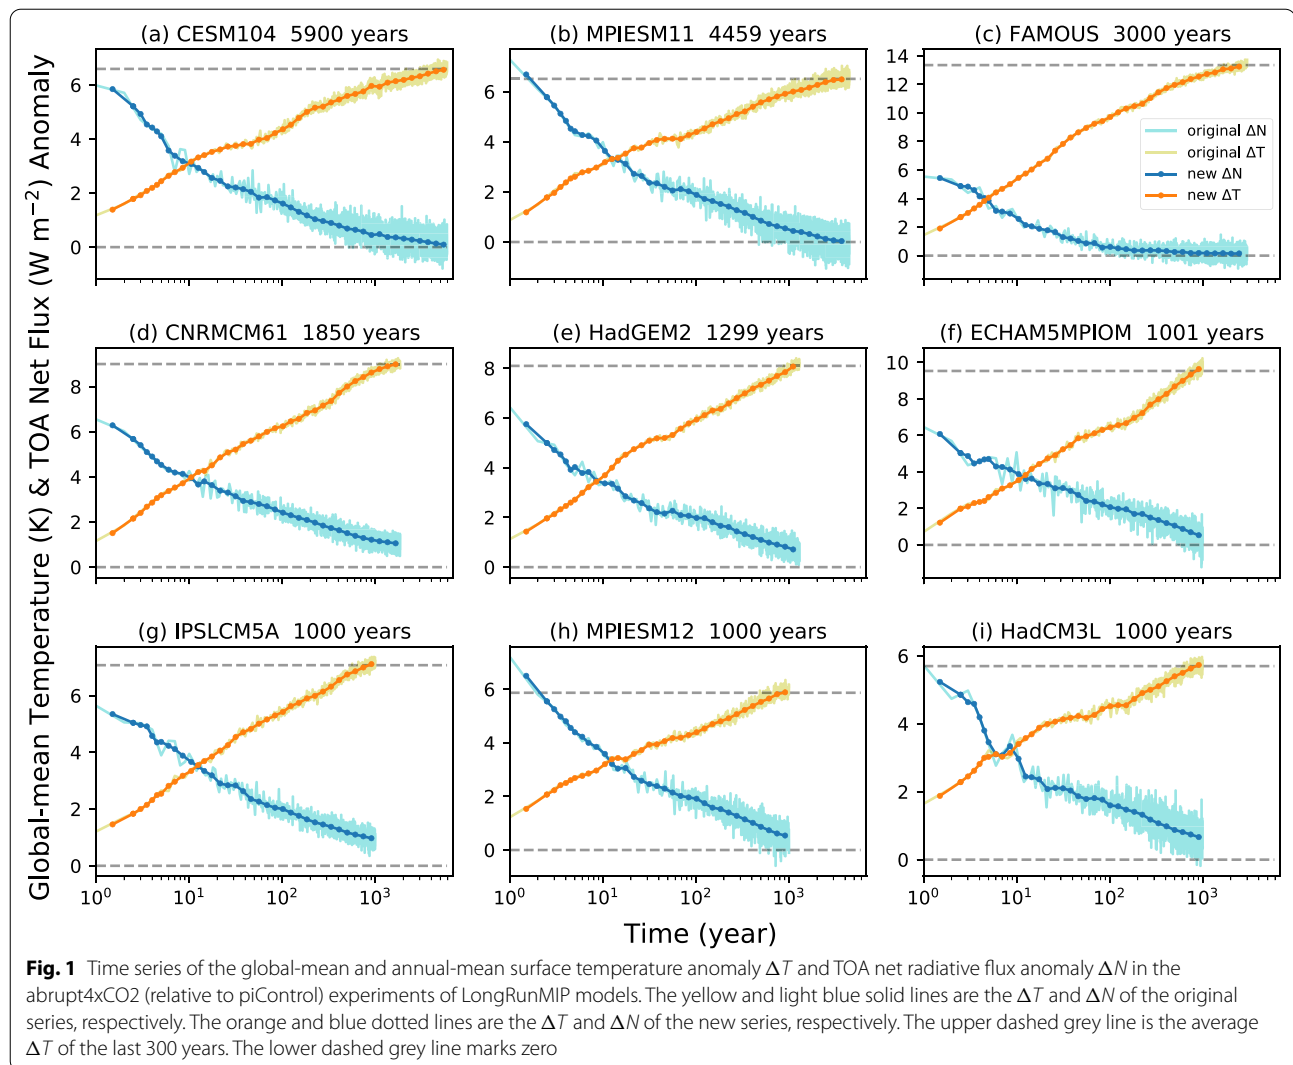 (a) CESM104 5900 years
(b) MPIESM11 4459 years
(c) FAMOUS 3000 years
6
4
2
0
6
4
2
0
14
12
10
8
6
4
2
0
original ΔN
original ΔT
new ΔN
new ΔT
(d) CNRMCM61 1850 years
(e) HadGEM2 1299 years
(f) ECHAM5MPIOM 1001 years
8
6
4
2
0
8
6
4
2
0
10
8
6
4
2
0
(g) IPSLCM5A 1000 years
(h) MPIESM12 1000 years
(i) HadCM3L 1000 years
6
4
2
0
6
4
2
0
6
4
2
0
10⁰ 10¹ 10² 10³
10⁰ 10¹ 10² 10³
10⁰ 10¹ 10² 10³
Global-mean Temperature (K) & TOA Net Flux (W m⁻²) Anomaly
Time (year)
Fig. 1 Time series of the global-mean and annual-mean surface temperature anomaly ΔT and TOA net radiative flux anomaly ΔN in the
abrupt4xCO2 (relative to piControl) experiments of LongRunMIP models. The yellow and light blue solid lines are the ΔT and ΔN of the original
series, respectively. The orange and blue dotted lines are the ΔT and ΔN of the new series, respectively. The upper dashed grey line is the average
ΔT of the last 300 years. The lower dashed grey line marks zero